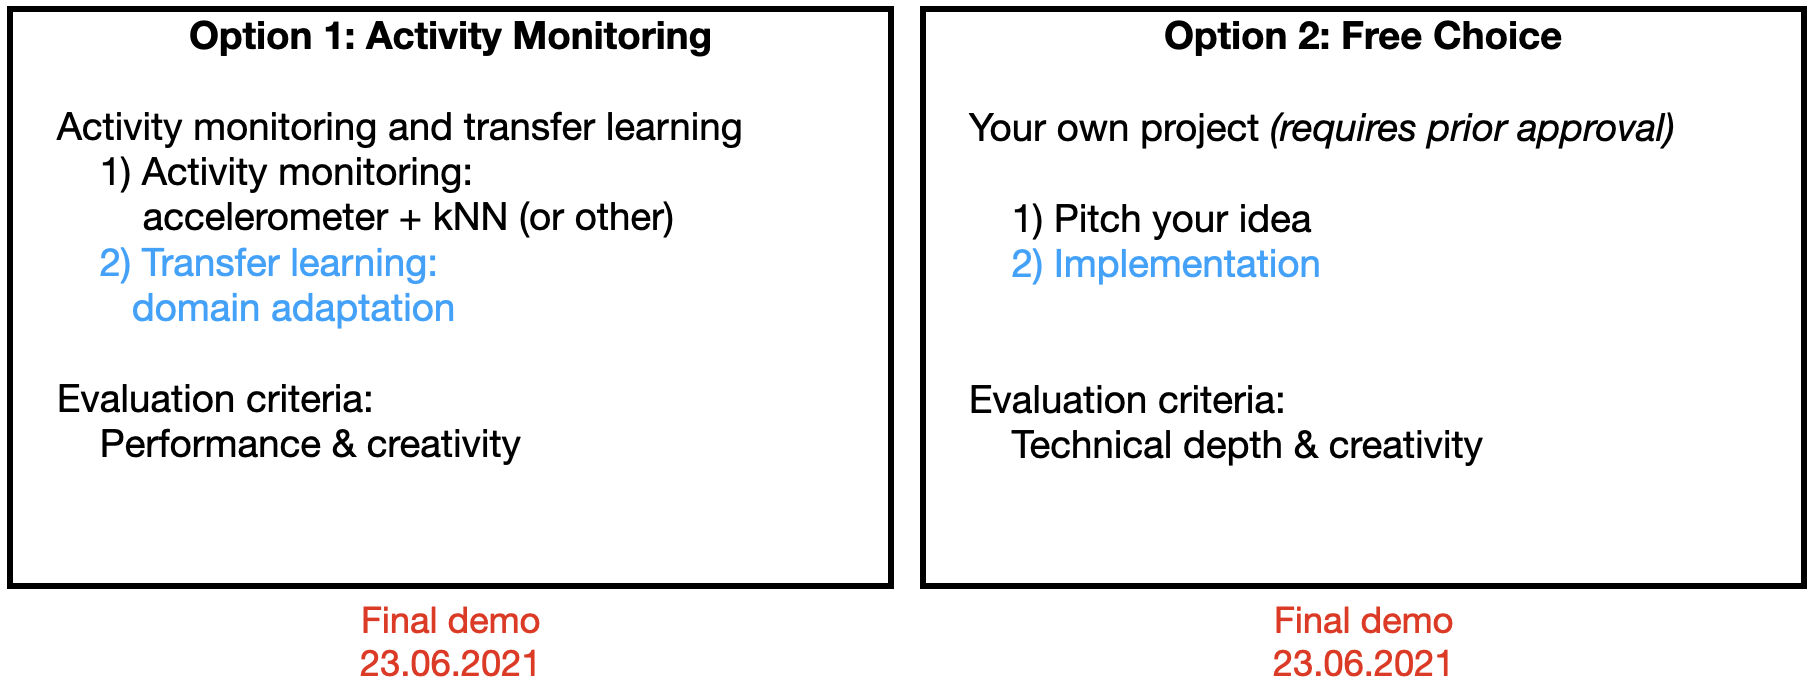 Option 1: Activity Monitoring
Activity monitoring and transfer learning
1) Activity monitoring:
accelerometer + kNN (or other)
2) Transfer learning:
domain adaptation
Evaluation criteria:
Performance & creativity
Final demo
23.06.2021
Option 2: Free Choice
Your own project (requires prior approval)
1) Pitch your idea
2) Implementation
Evaluation criteria:
Technical depth & creativity
Final demo
23.06.2021